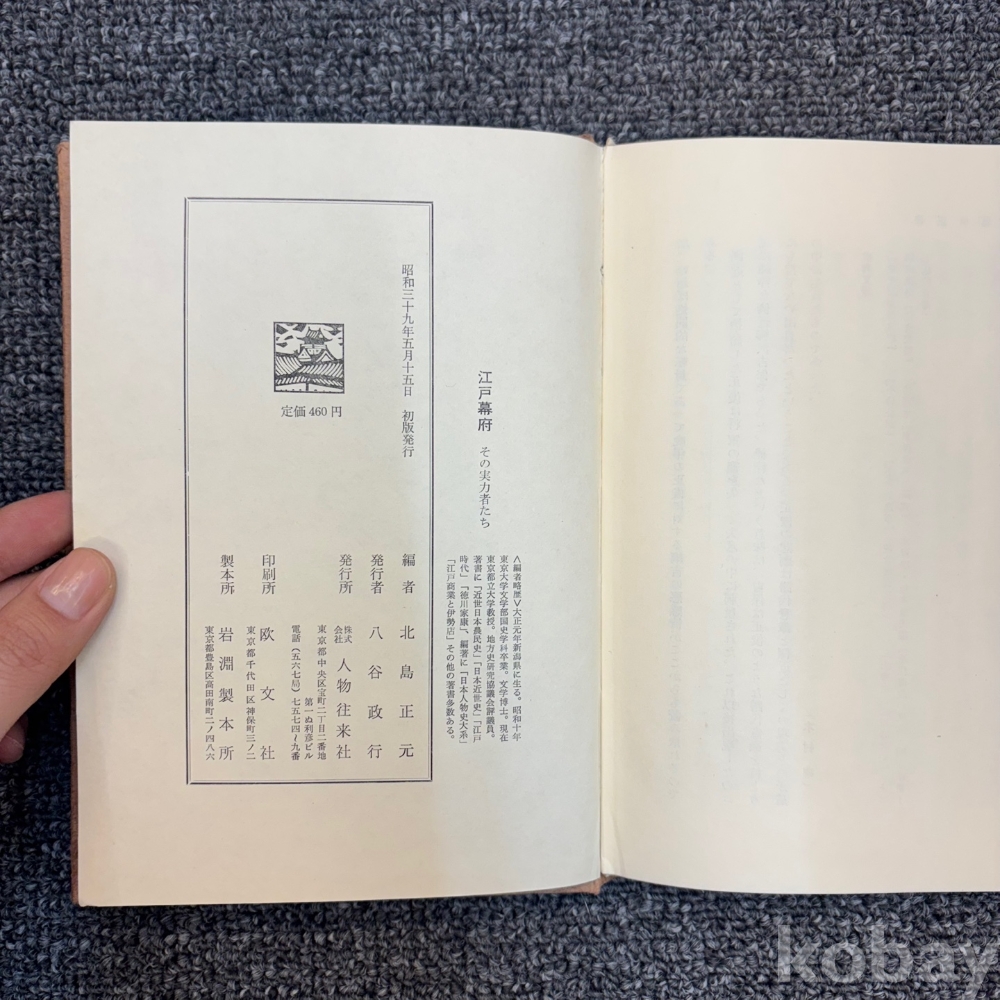 江戸幕府 その実力者たち
<編者略歴>大正元年新潟県に生る。昭和十年
東京大学文学部国史学科卒業。文学博士。現在
東京都立大学教授。地方史研究協議会評議員。
著書に「近世日本農民史」「日本近世史」「江戸
時代」「徳川家康」、編著に「日本人物史大系」
「江戸商業と伊勢店」その他の著書多数ある。
昭和三十九年五月十五日 初版発行
編者 北島正元
発行者 八谷政行
発行所 株式会社 人物往来社
東京都中央区宝町二丁目二番地
第一ぬ利彦ビル
電話(五六七局)七五七四~九番
印刷所 欧文社
東京都千代田区神保町三ノ二
製本所 岩淵製本所
東京都豊島区高田南町二ノ四八六
定価460円
kobay